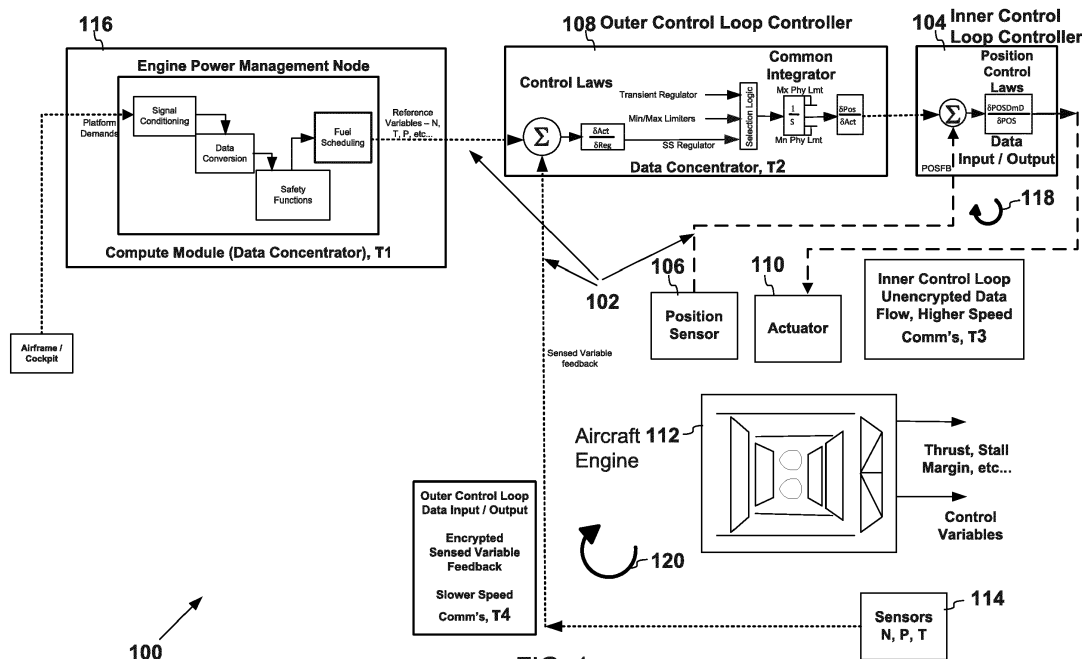 116
Engine Power Management Node
Signal
Conditioning
Data
Conversion
Safety
Functions
Fuel
Scheduling
Platform
Demands
Compute Module (Data Concentrator), T1
Reference
Variables – N,
T, P, etc...
Airframe /
Cockpit
108 Outer Control Loop Controller
Control Laws
Σ
δAct
δReg
Transient Regulator
Min/Max Limiters
SS Regulator
Selection Logic
Common
Integrator
Mx Phy Lmt
1
S
Mn Phy Lmt
δPos
δAct
Data Concentrator, T2
104 Inner Control
Loop Controller
Position
Control
Laws
Σ
δPOSDmD
δPOS
Data
Input / Output
POSFB
118
102
106
Position
Sensor
110
Actuator
Inner Control Loop
Unencrypted Data
Flow, Higher Speed
Comm's, T3
Sensed Variable
feedback
Aircraft 112
Engine
Thrust, Stall
Margin, etc...
Control
Variables
Outer Control Loop
Data Input / Output
Encrypted
Sensed Variable
Feedback
Slower Speed
Comm's, T4
120
Sensors
N, P, T
114
100